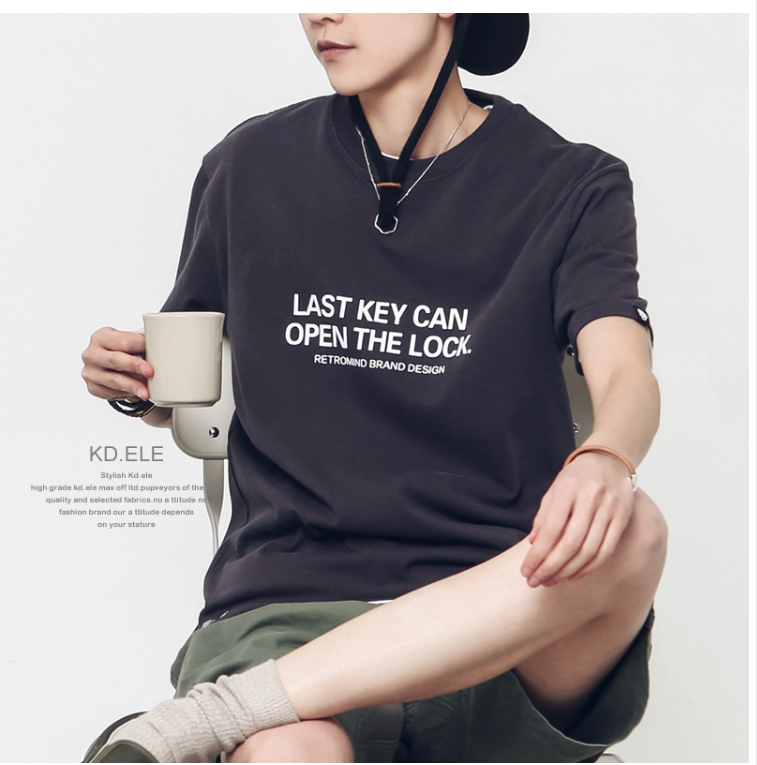 LAST KEY CAN
OPEN THE LOCK.
RETROMIND BRAND DESIGN
KD.ELE
Stylish Kd.ele
high grade kd.ele max off ltd.pupveyors of the
quality and selected fabrics.no a ttitude
fashion brand our a ttitude depends
on your stature